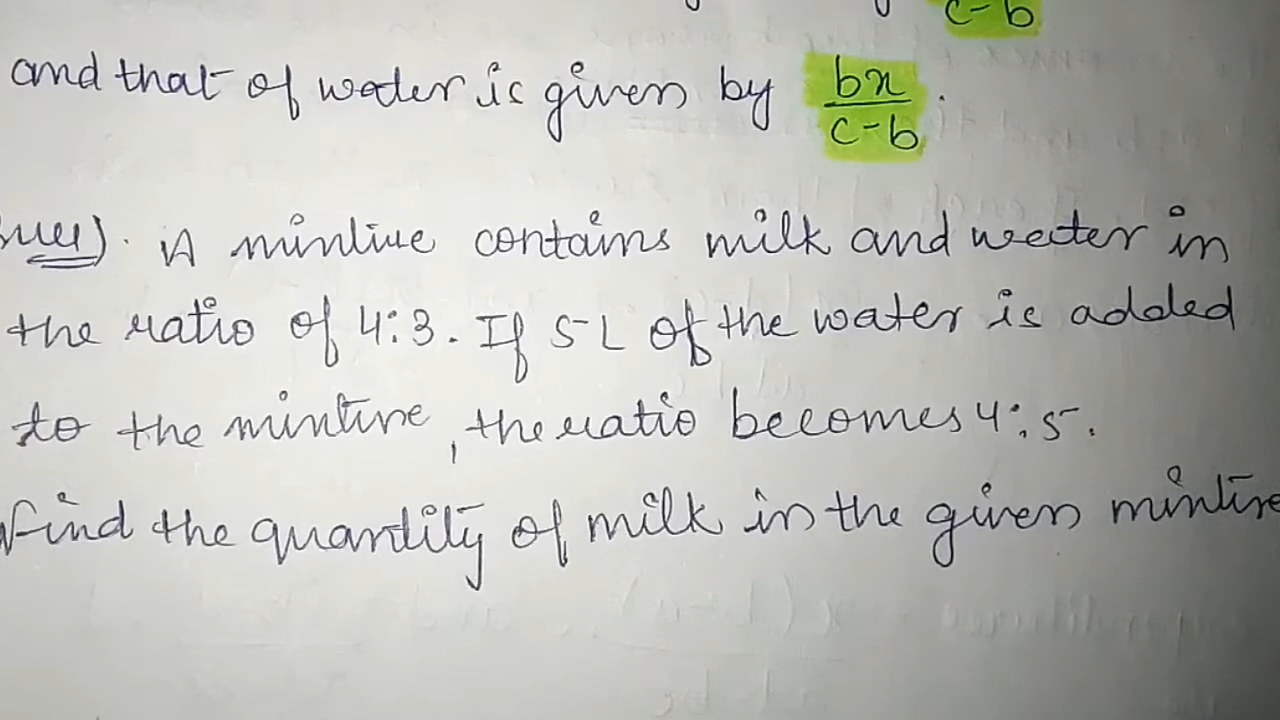 c-b
and that of water is given by bx/c-b.
A mixture contains milk and water in
the ratio of 4:3. If 5L of the water is added
to the mixture, the ratio becomes 4:5.
Find the quantity of milk in the given mixture